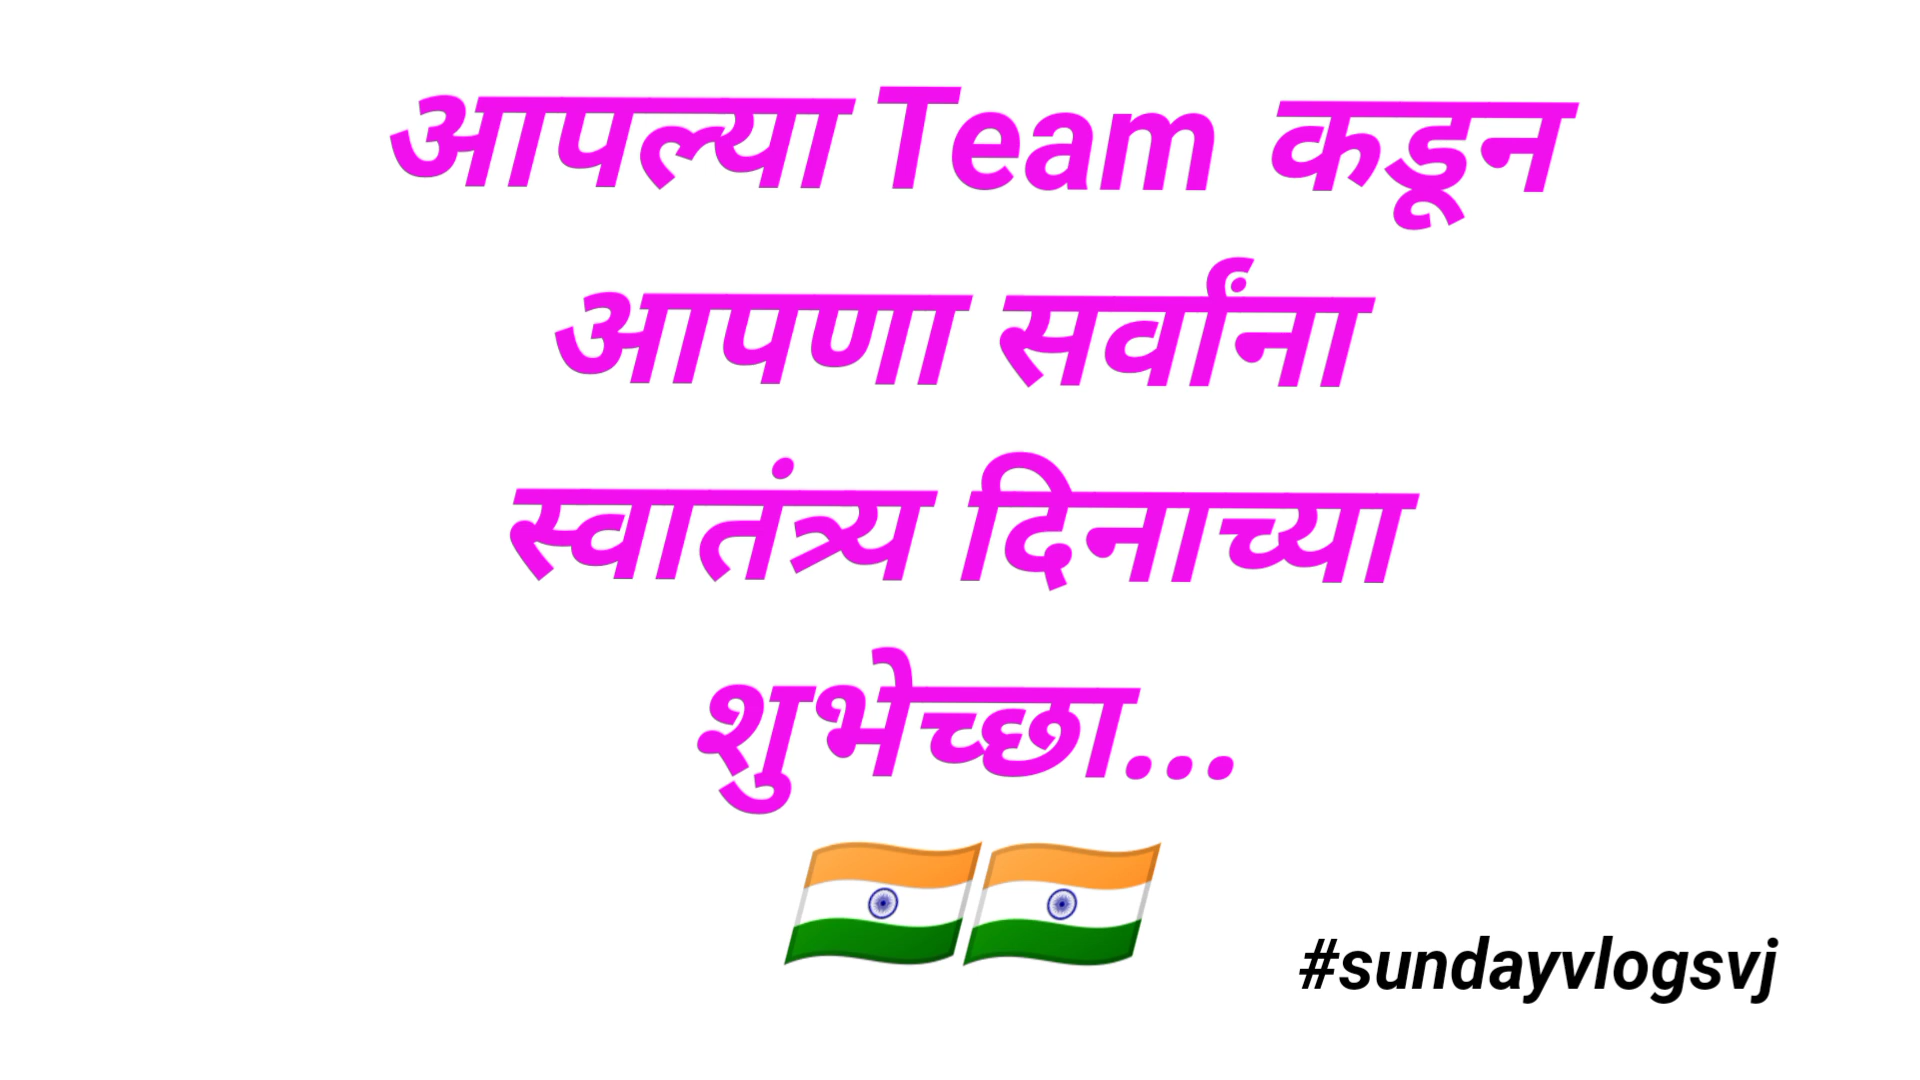 आपल्या Team कडून
आपणा सर्वांना
स्वातंत्र्य दिनाच्या
शुभेच्छा...
🇮🇳🇮🇳
#sundayvlogsvj